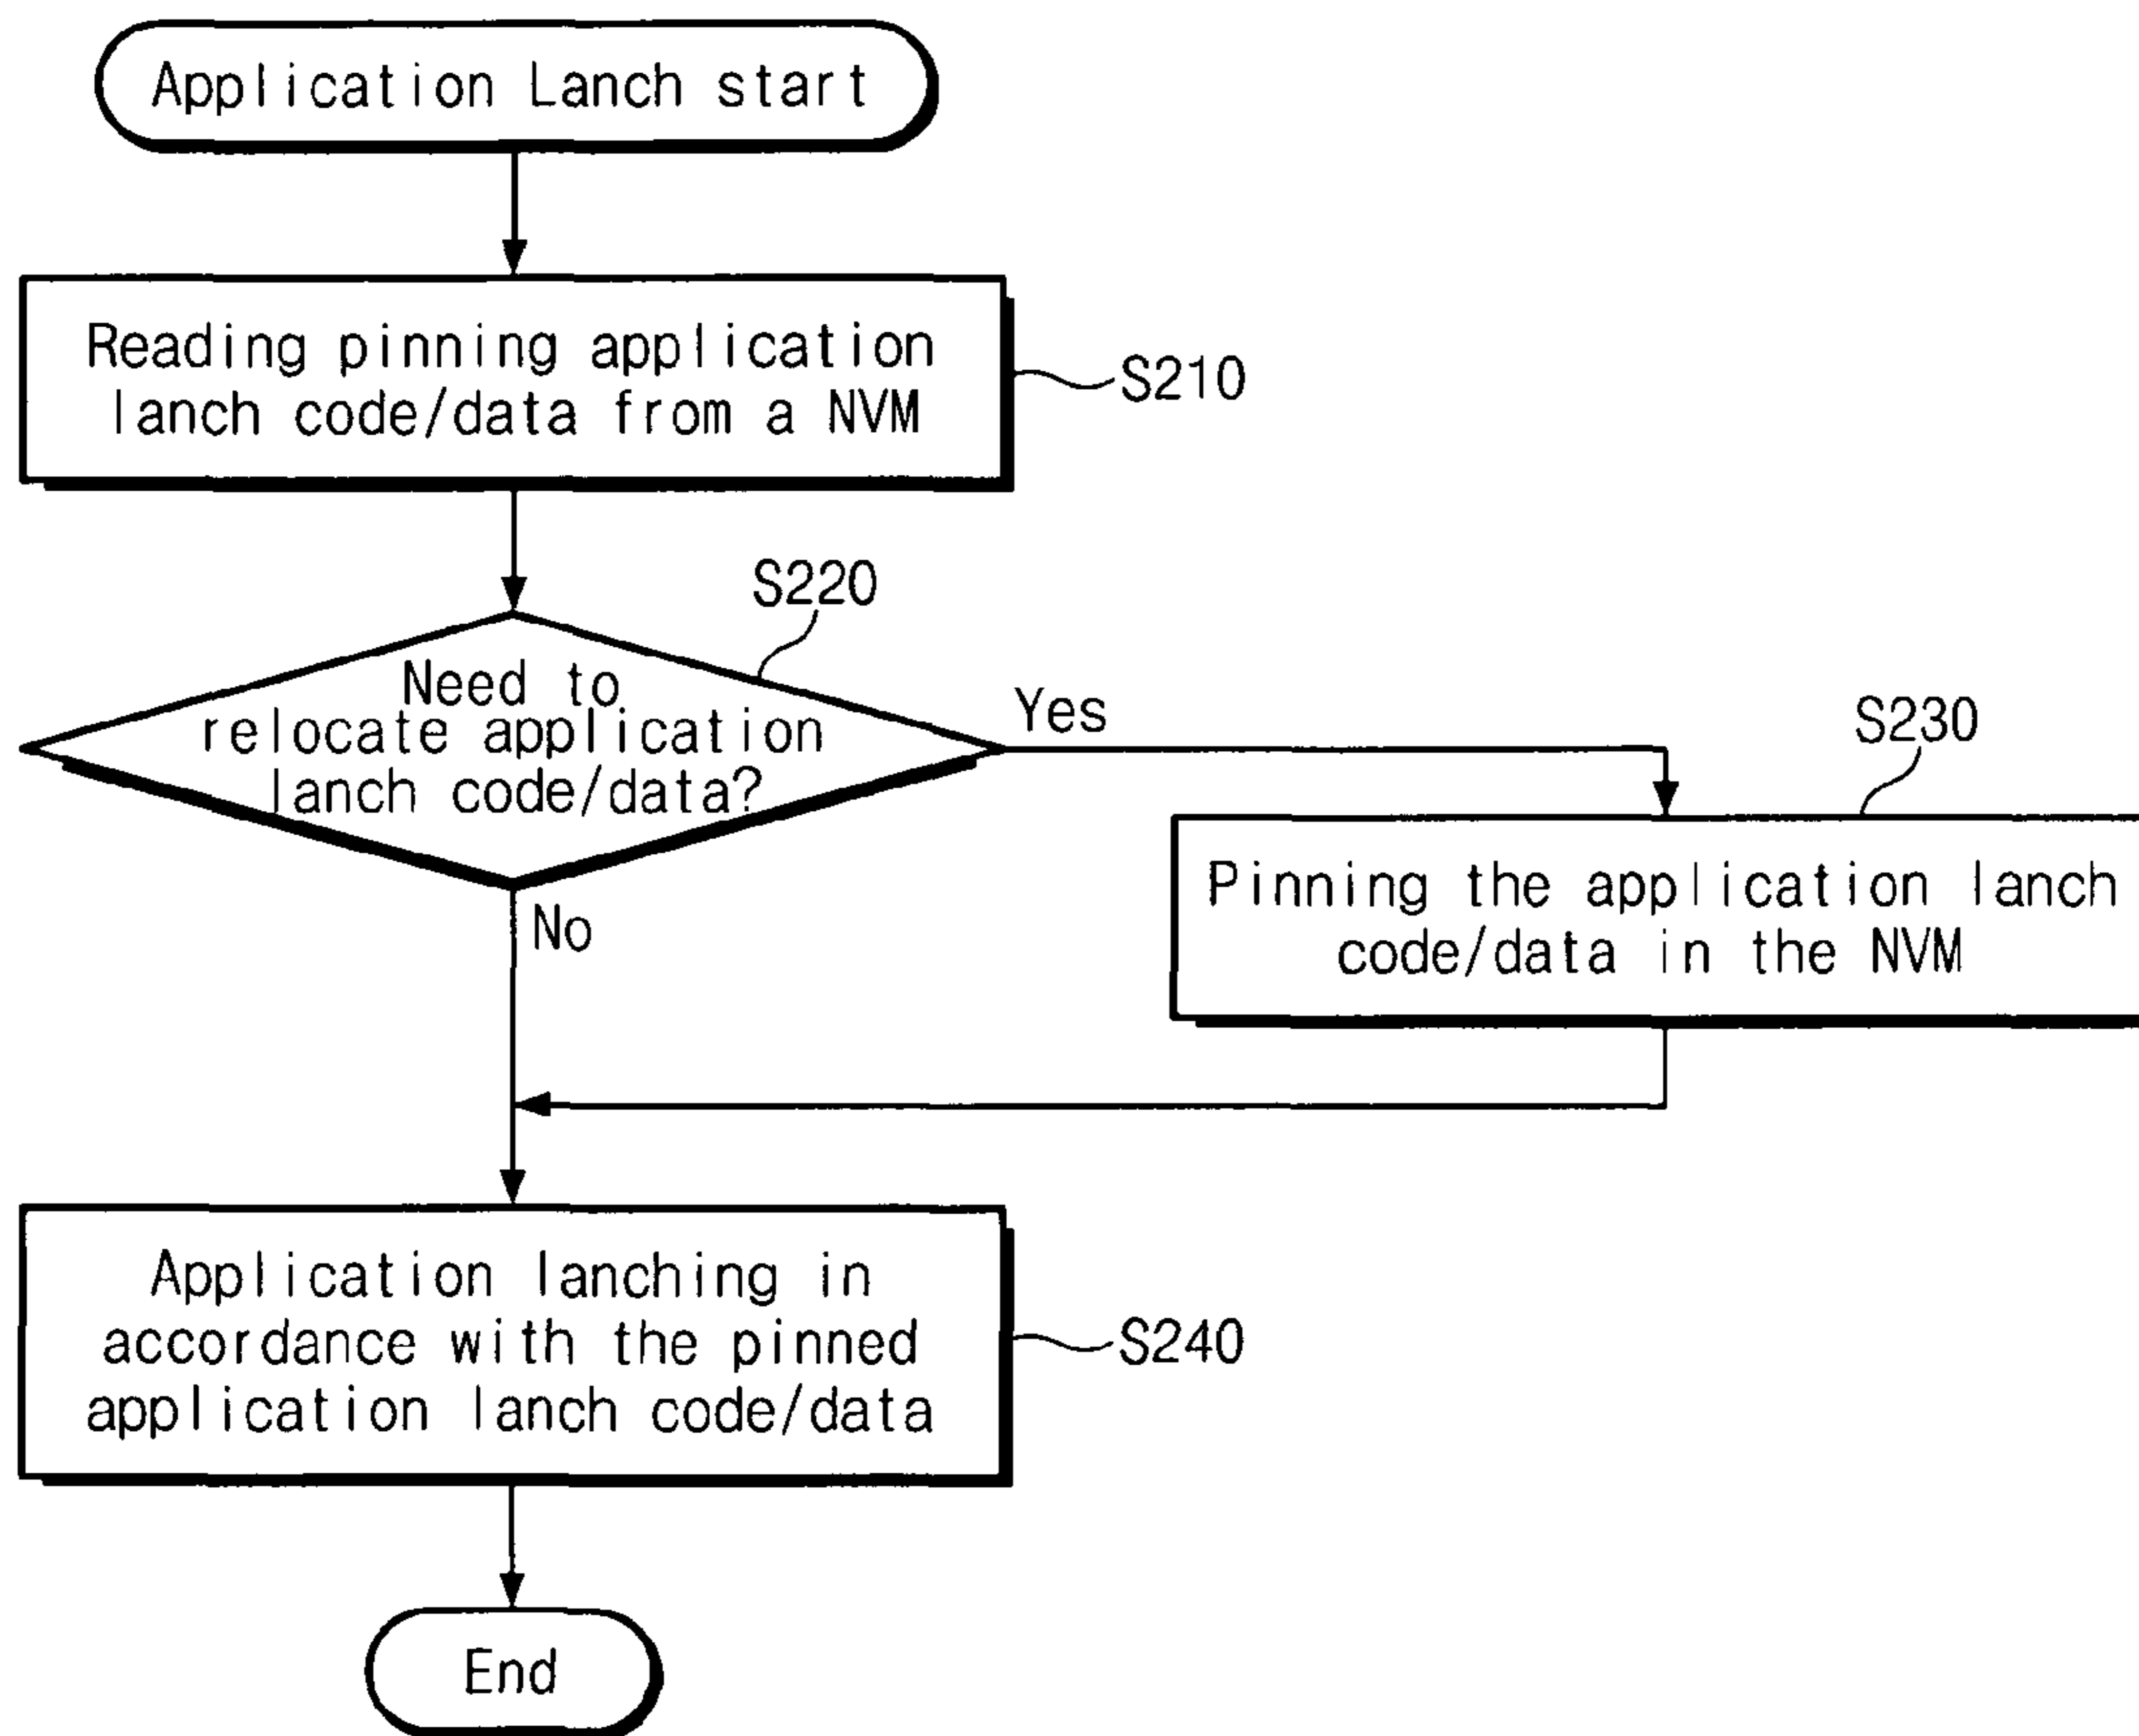 Application Lanch start
Reading pinning application
lanch code/data from a NVM
S210
S220
Need to
relocate application
lanch code/data?
Yes
No
S230
Pinning the application lanch
code/data in the NVM
Application lanching in
accordance with the pinned
application lanch code/data
S240
End